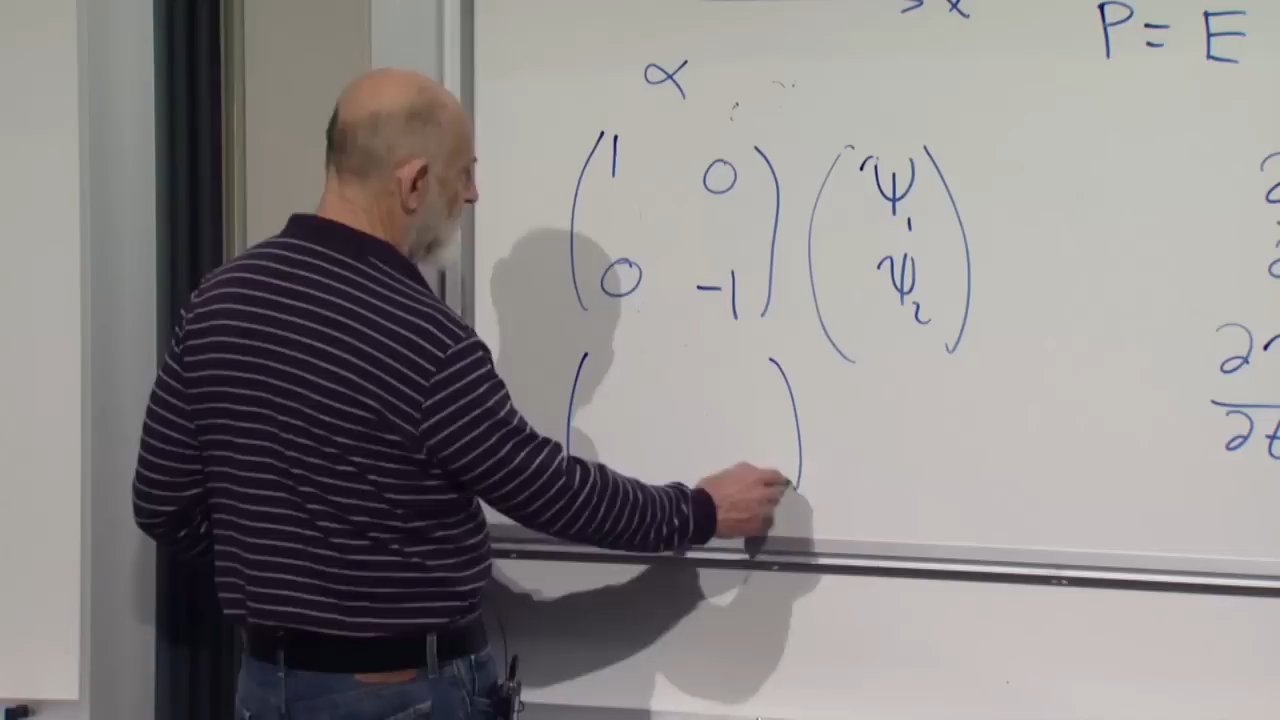 P = E
α
( 1 0 ) ( ψ₁ )
( 0 -1 ) ( ψ₂ )
( )
∂
∂t